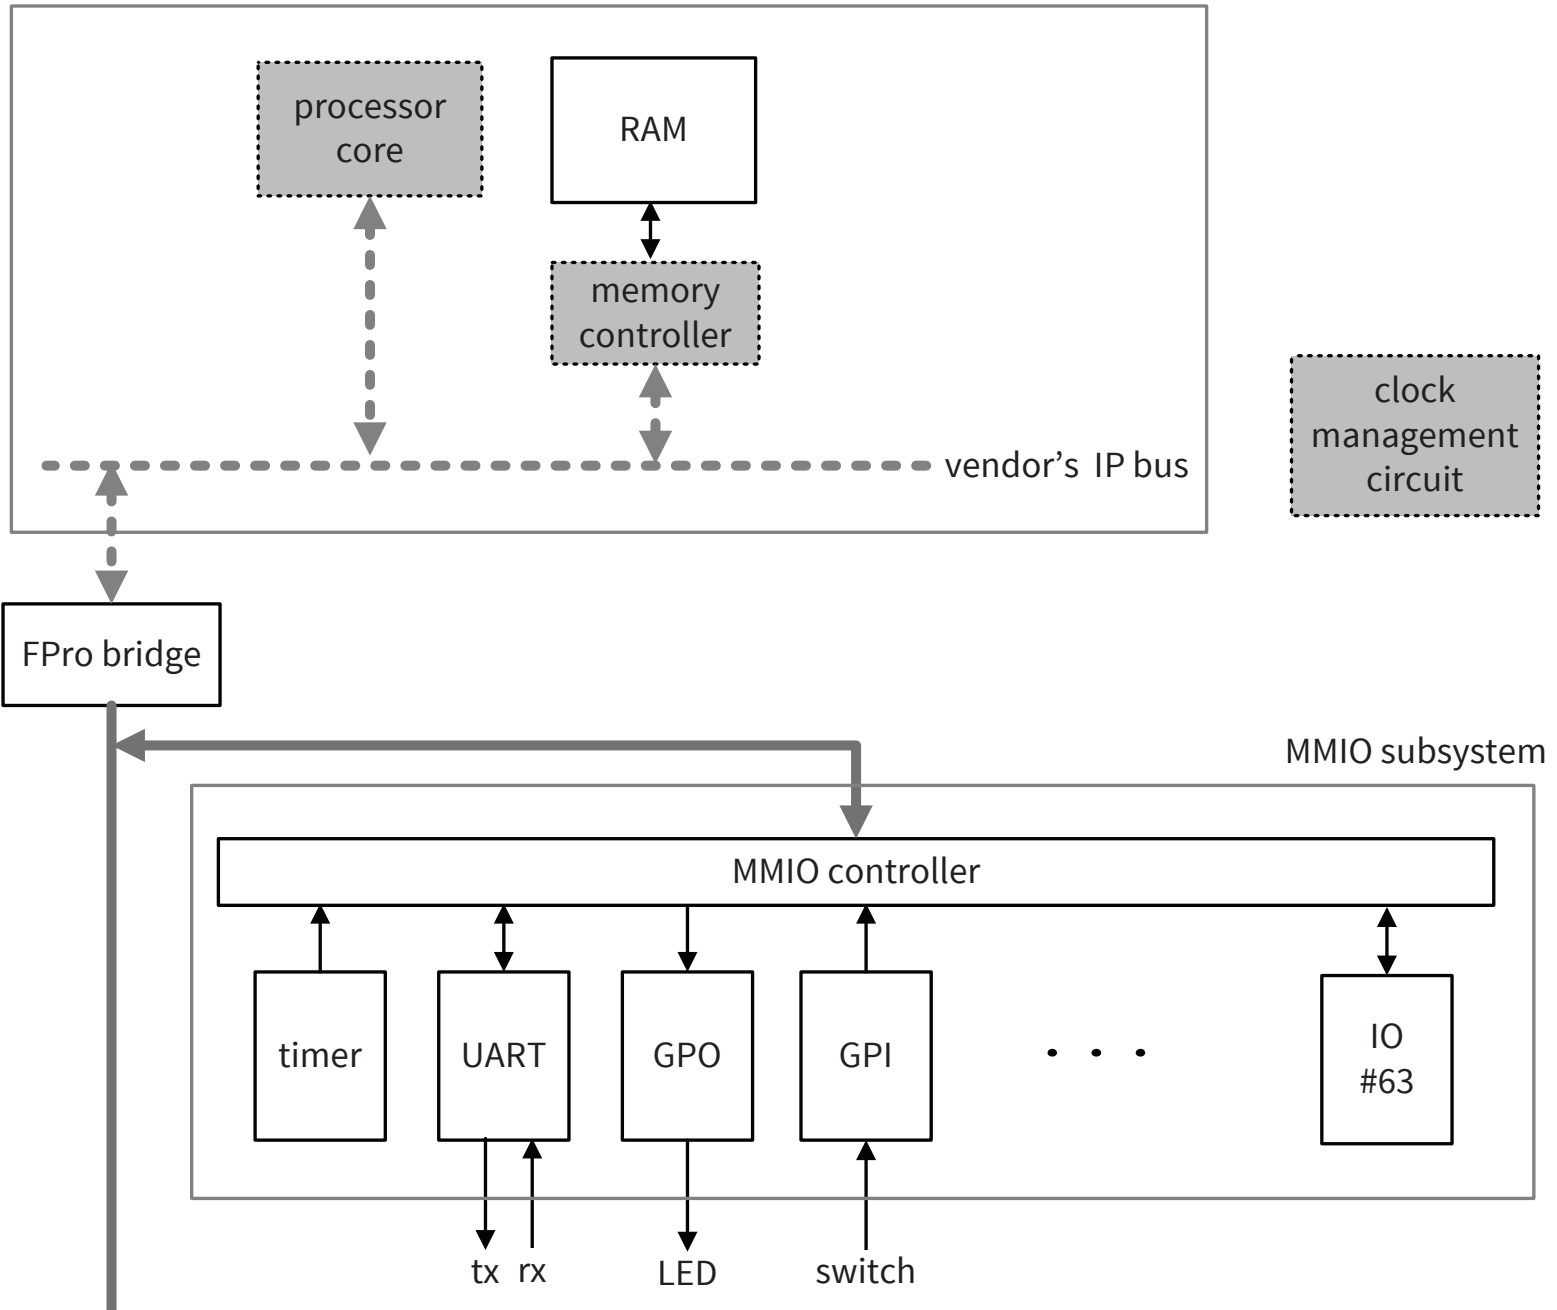 processor
core
RAM
memory
controller
clock
management
circuit
vendor’s IP bus
FPro bridge
MMIO subsystem
MMIO controller
timer
UART
GPO
GPI
. . .
IO
#63
tx rx
LED
switch